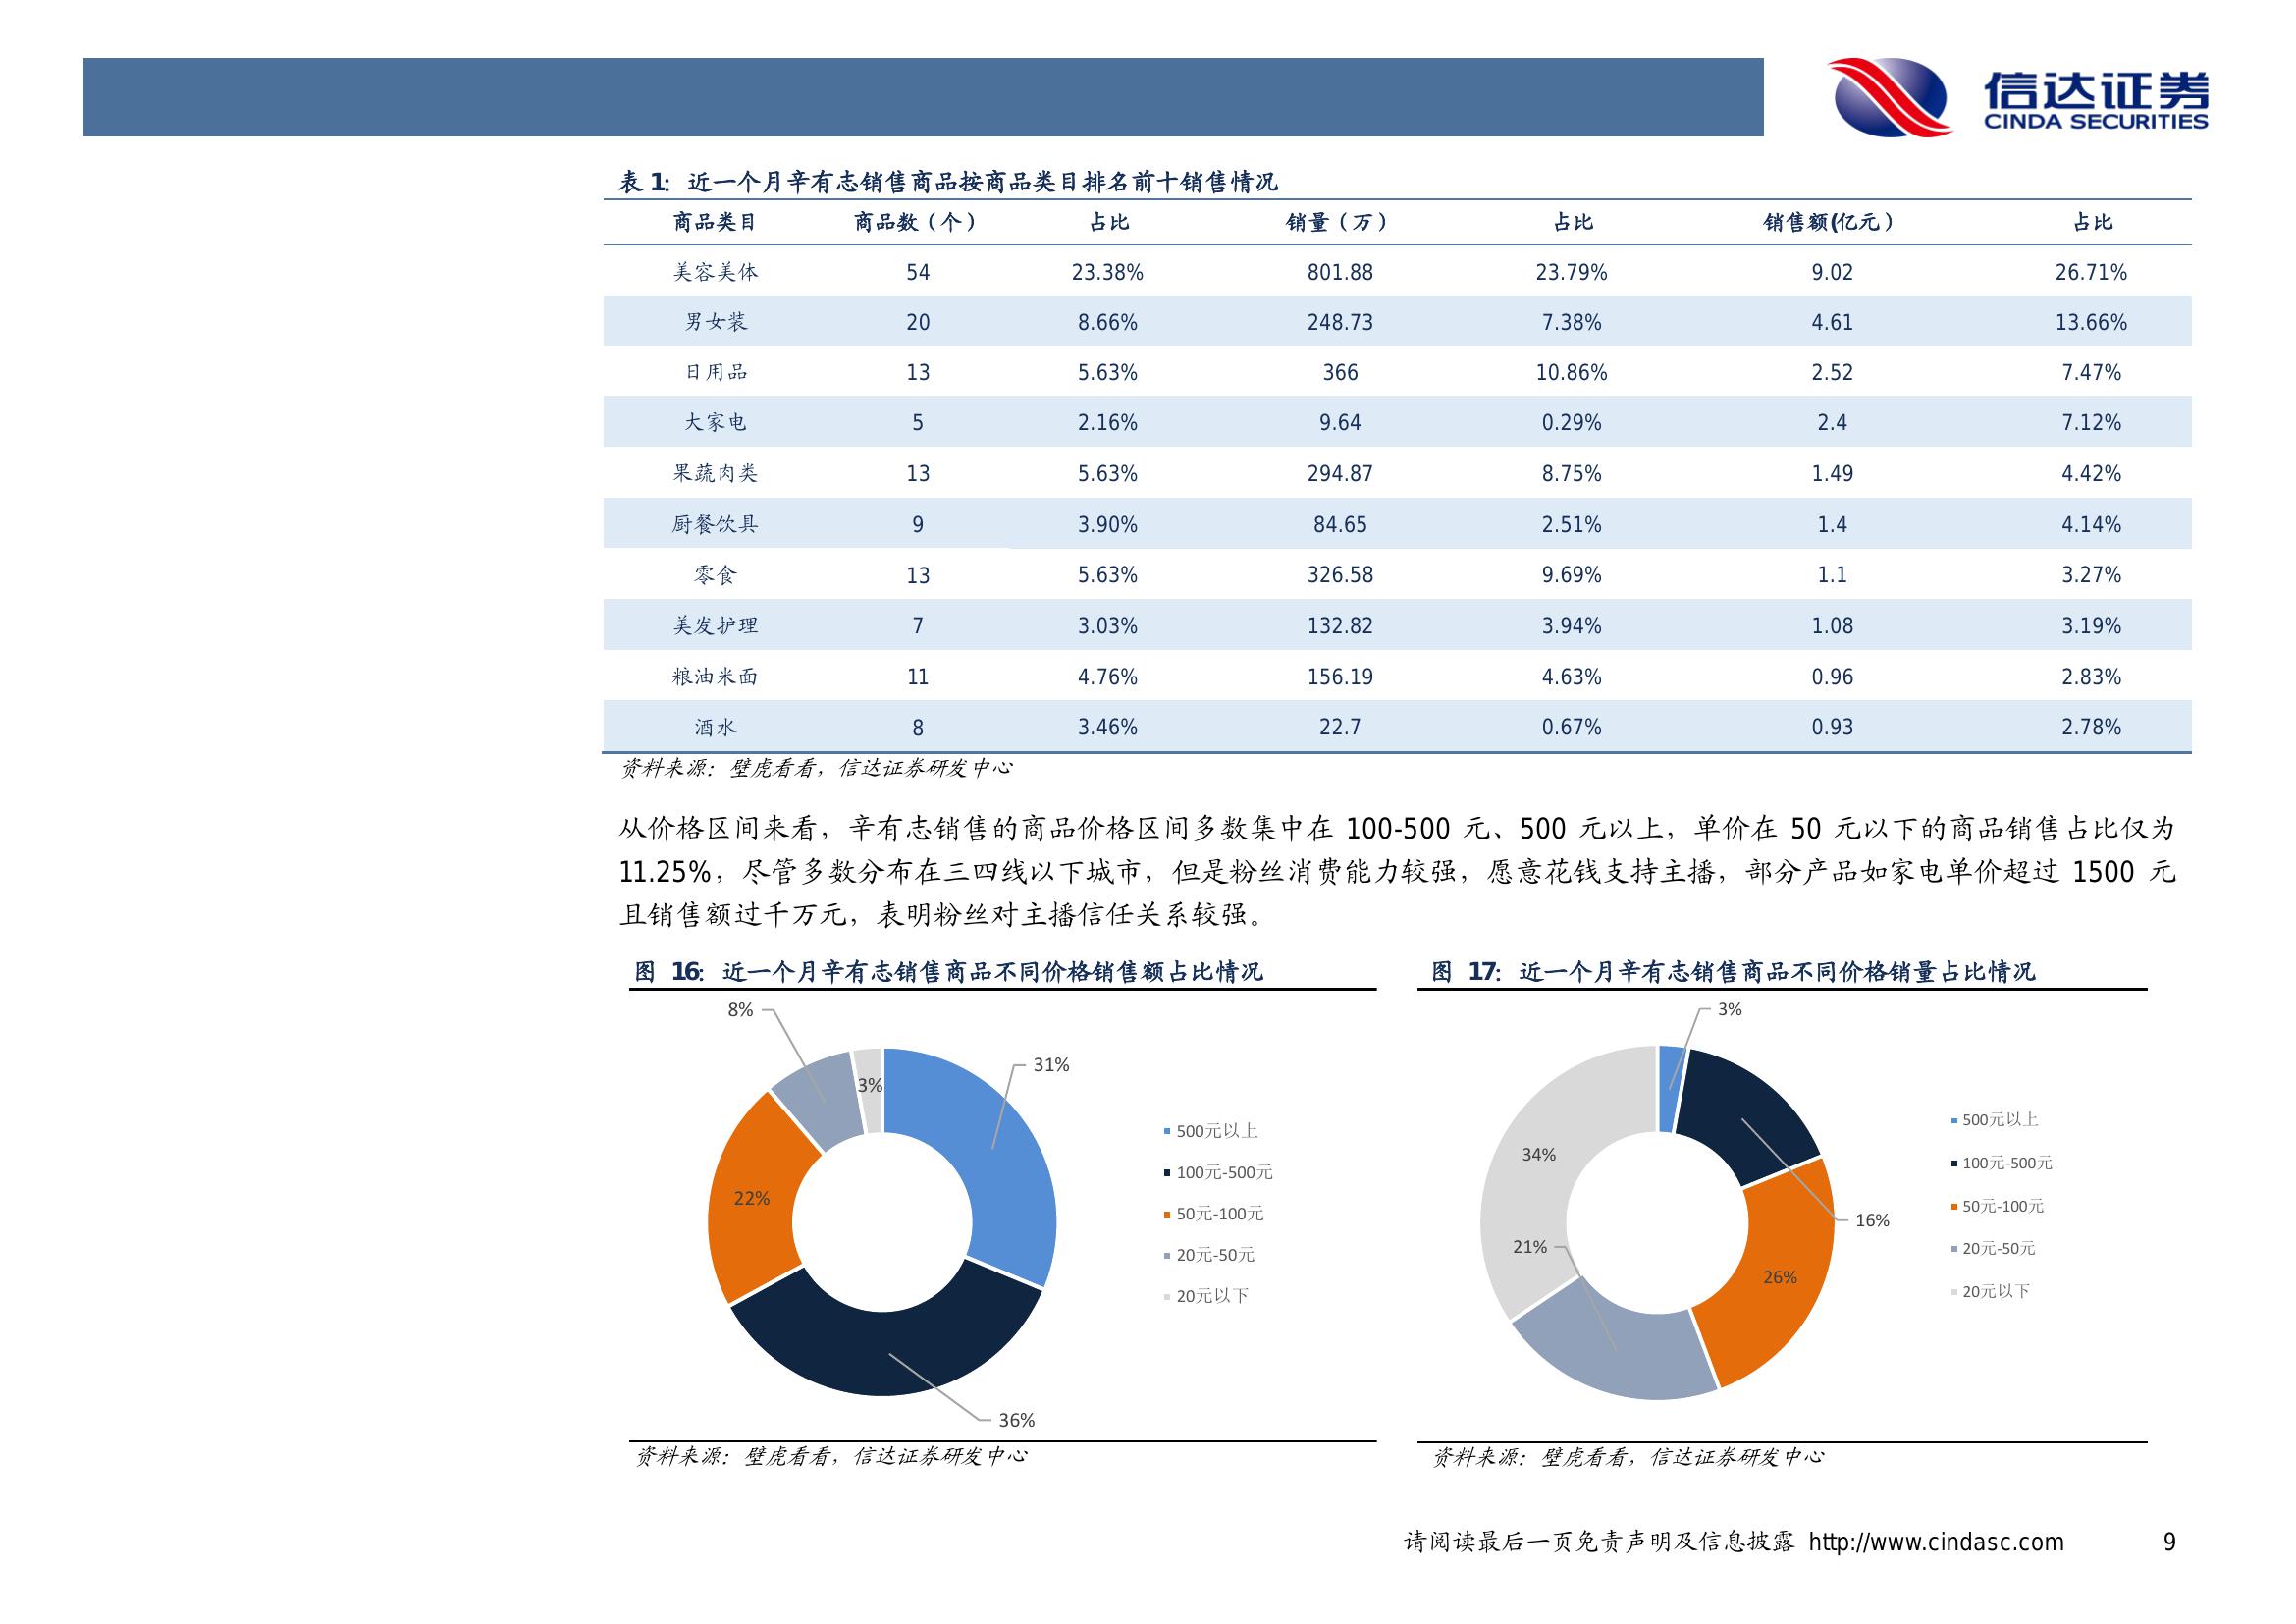 信达证券
CINDA SECURITIES
表 1: 近一个月辛有志销售商品按商品类目排名前十销售情况
商品类目 商品数（个） 占比 销量（万） 占比 销售额(亿元） 占比
美容美体 54 23.38% 801.88 23.79% 9.02 26.71%
男女装 20 8.66% 248.73 7.38% 4.61 13.66%
日用品 13 5.63% 366 10.86% 2.52 7.47%
大家电 5 2.16% 9.64 0.29% 2.4 7.12%
果蔬肉类 13 5.63% 294.87 8.75% 1.49 4.42%
厨餐饮具 9 3.90% 84.65 2.51% 1.4 4.14%
零食 13 5.63% 326.58 9.69% 1.1 3.27%
美发护理 7 3.03% 132.82 3.94% 1.08 3.19%
粮油米面 11 4.76% 156.19 4.63% 0.96 2.83%
酒水 8 3.46% 22.7 0.67% 0.93 2.78%
资料来源：壁虎看看，信达证券研发中心
从价格区间来看，辛有志销售的商品价格区间多数集中在 100-500 元、500 元以上，单价在 50 元以下的商品销售占比仅为
11.25%，尽管多数分布在三四线以下城市，但是粉丝消费能力较强，愿意花钱支持主播，部分产品如家电单价超过 1500 元
且销售额过千万元，表明粉丝对主播信任关系较强。
图 16: 近一个月辛有志销售商品不同价格销售额占比情况
8%
31%
3%
22%
36%
500元以上
100元-500元
50元-100元
20元-50元
20元以下
资料来源：壁虎看看，信达证券研发中心
图 17: 近一个月辛有志销售商品不同价格销量占比情况
3%
34%
16%
21%
26%
500元以上
100元-500元
50元-100元
20元-50元
20元以下
资料来源：壁虎看看，信达证券研发中心
请阅读最后一页免责声明及信息披露 http://www.cindasc.com 9